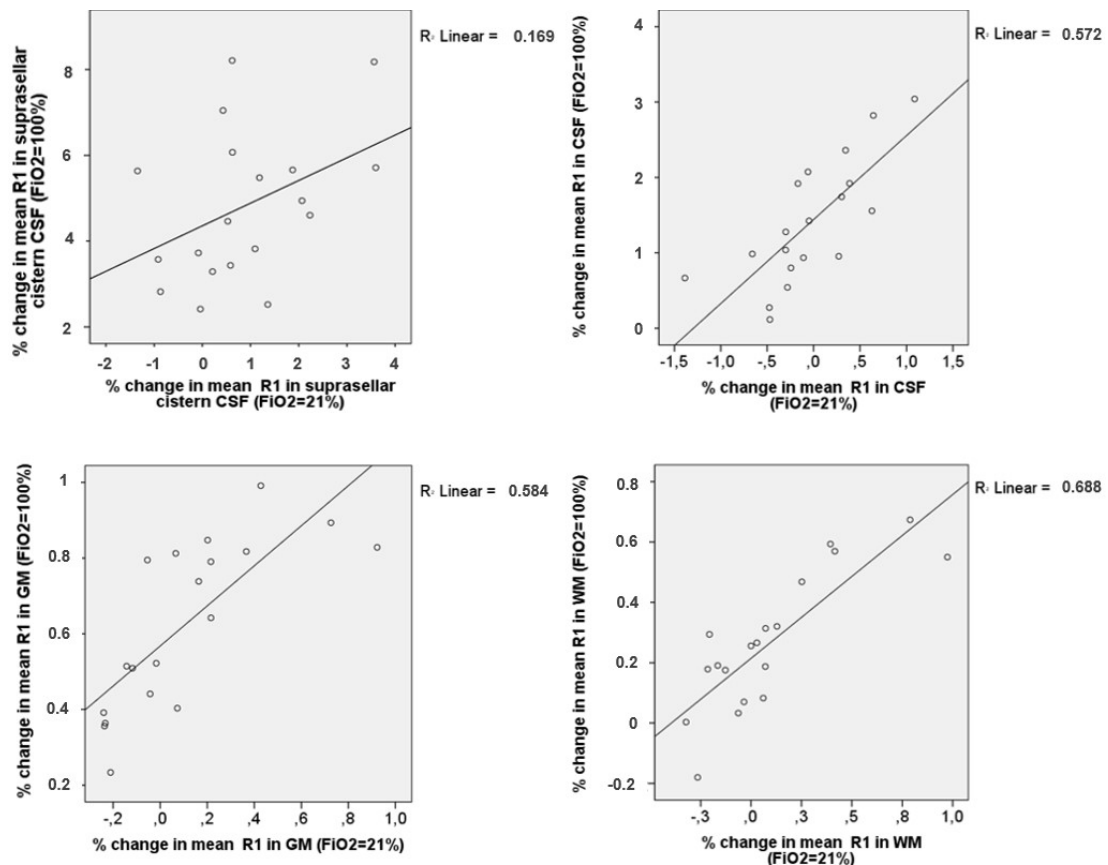 R² Linear = 0.169
% change in mean R1 in suprasellar
cistern CSF (FiO2=100%)
8
6
4
2
-2
-1
0
1
2
3
4
% change in mean R1 in suprasellar
cistern CSF (FiO2=21%)
R² Linear = 0.572
% change in mean R1 in CSF (FiO2=100%)
4
3
2
1
0
-1,5
-1,0
-,5
,0
,5
1,0
1,5
% change in mean R1 in CSF
(FiO2=21%)
R² Linear = 0.584
% change in mean R1 in GM (FiO2=100%)
1
0.8
0.6
0.4
0.2
-,2
,0
,2
,4
,6
,8
1,0
% change in mean R1 in GM (FiO2=21%)
R² Linear = 0.688
% change in mean R1 in WM (FiO2=100%)
0.8
0.6
0.4
0.2
0
-0.2
-,3
,0
,3
,5
,8
1,0
% change in mean R1 in WM
(FiO2=21%)